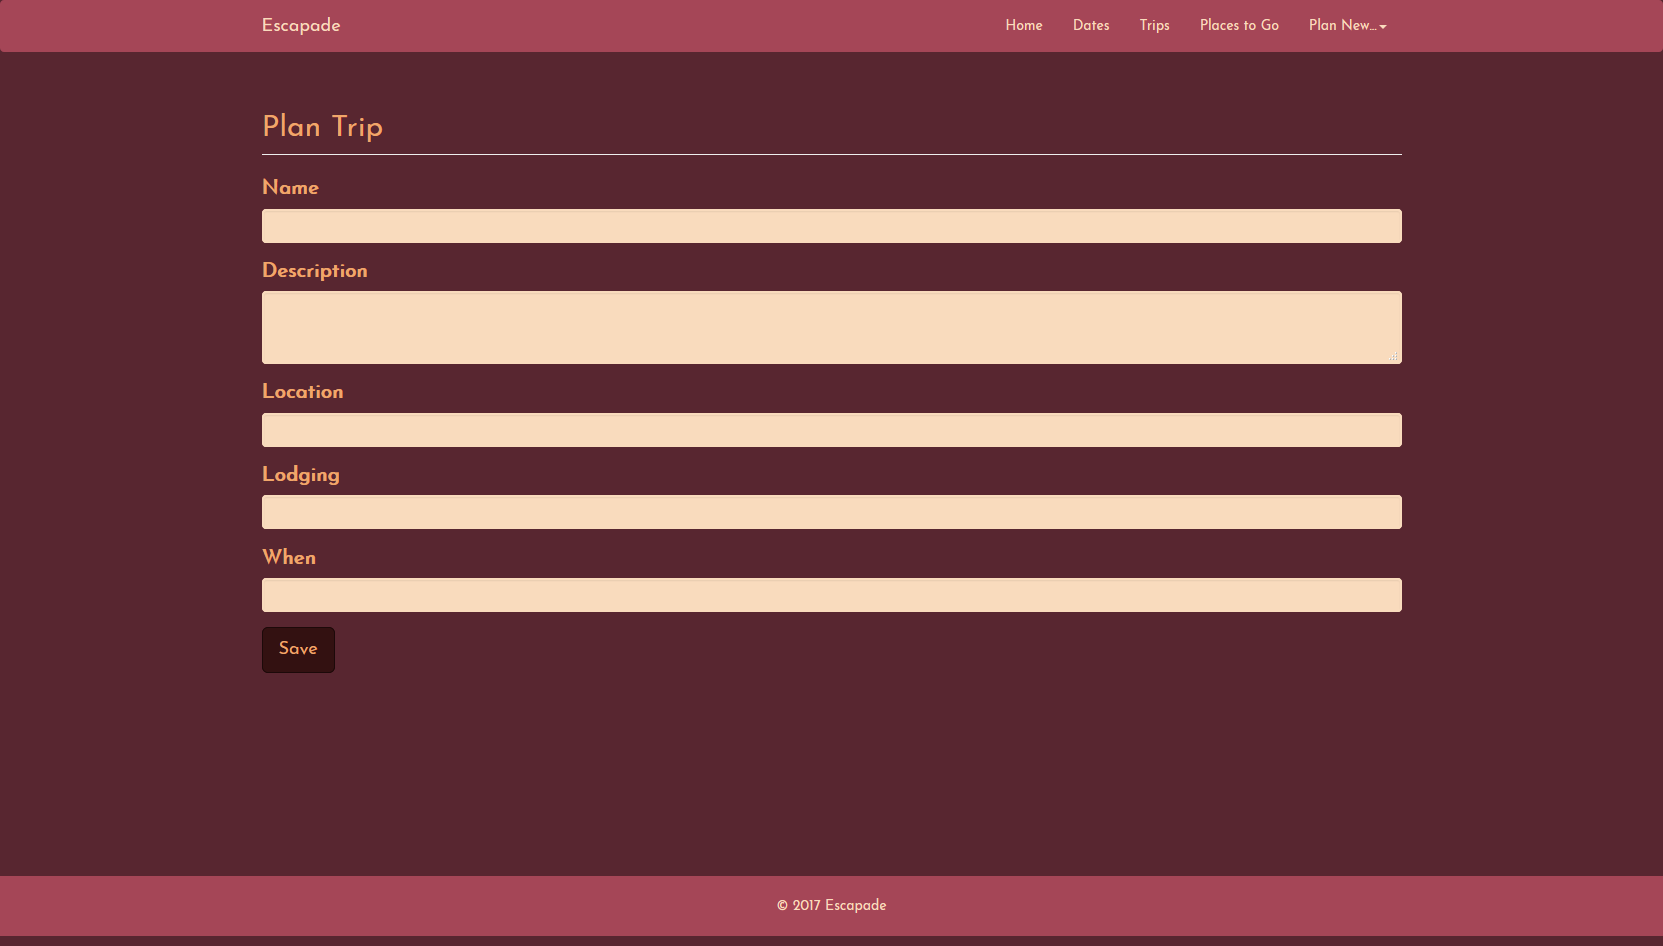 Escapade Home Dates Trips Places to Go Plan New...
Plan Trip
Name
Description
Location
Lodging
When
Save
© 2017 Escapade